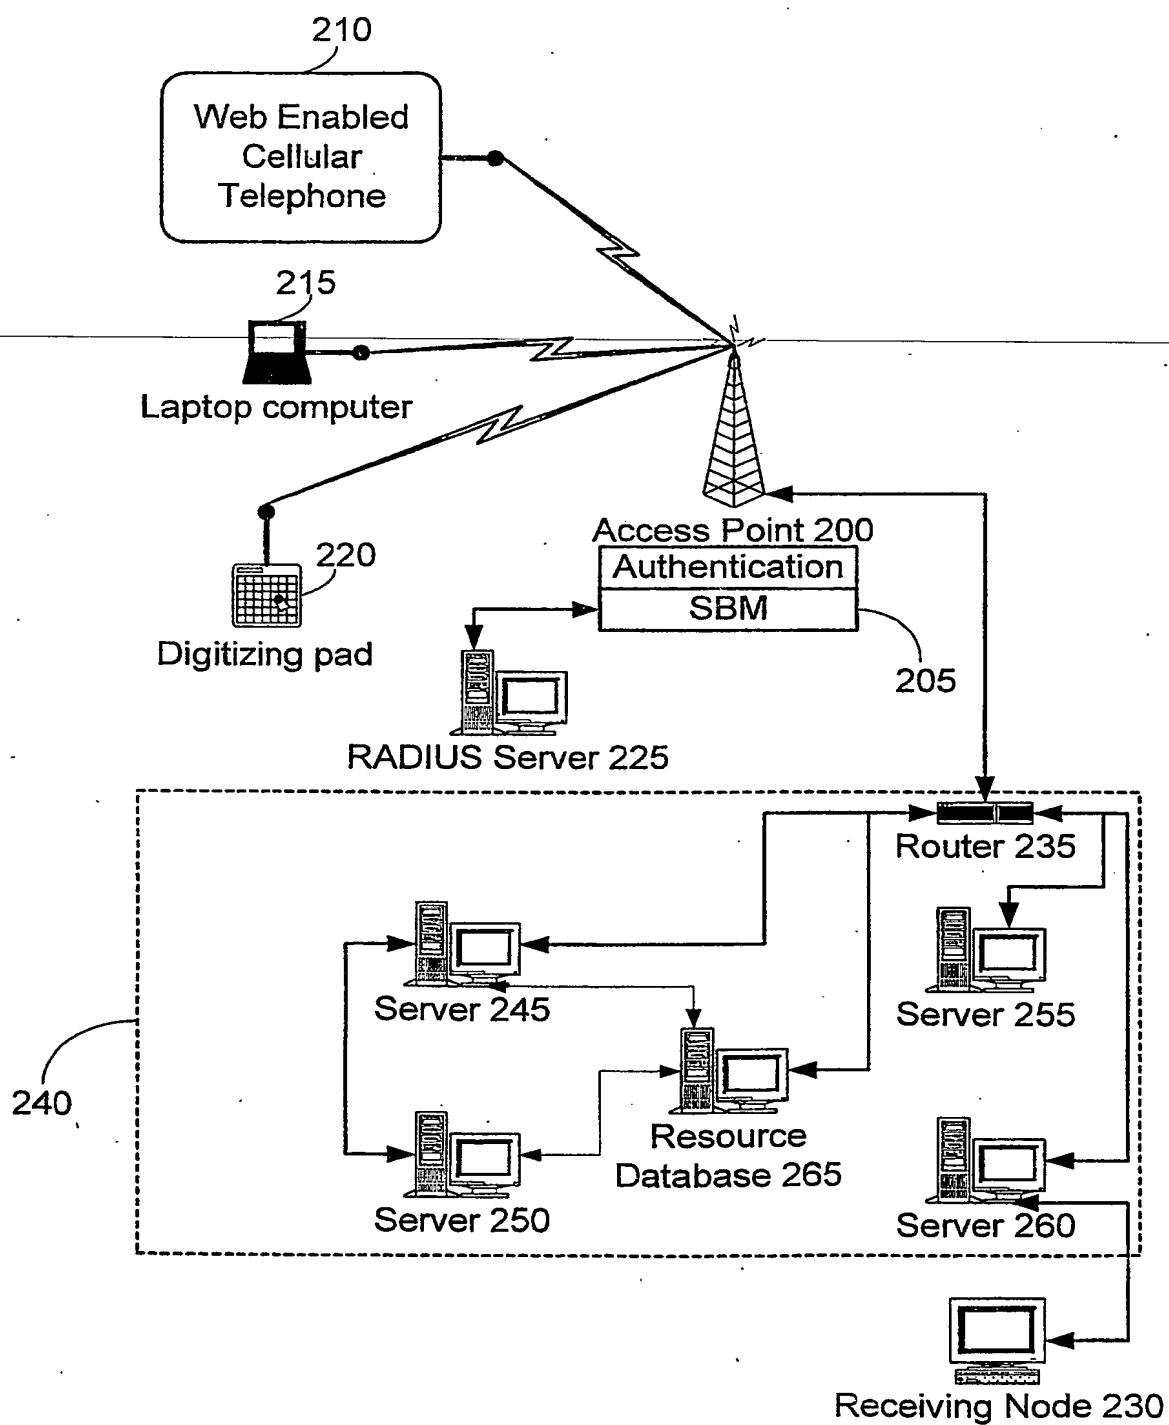 210
Web Enabled
Cellular
Telephone
215
Laptop computer
220
Digitizing pad
Access Point 200
Authentication
SBM
205
RADIUS Server 225
Router 235
Server 245
Server 255
240
Resource
Database 265
Server 250
Server 260
Receiving Node 230